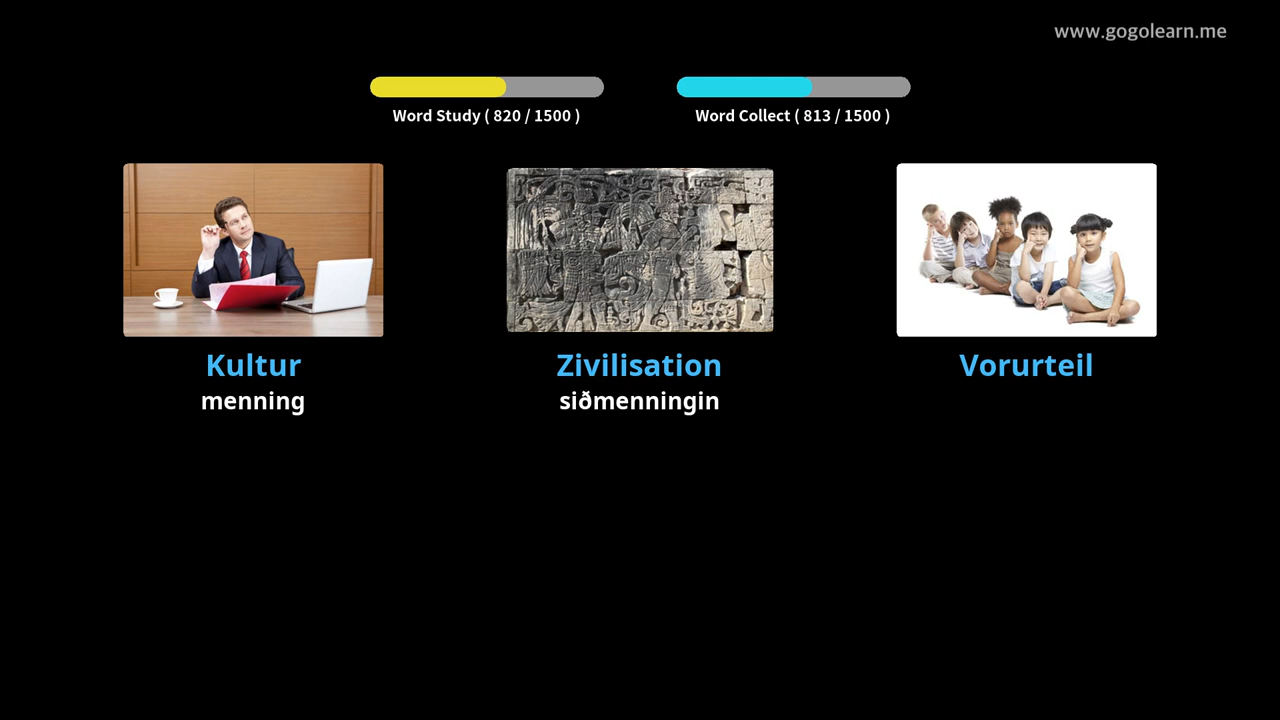 www.gogolearn.me
Word Study ( 820 / 1500 )
Word Collect ( 813 / 1500 )
Kultur
menning
Zivilisation
siðmenningin
Vorurteil